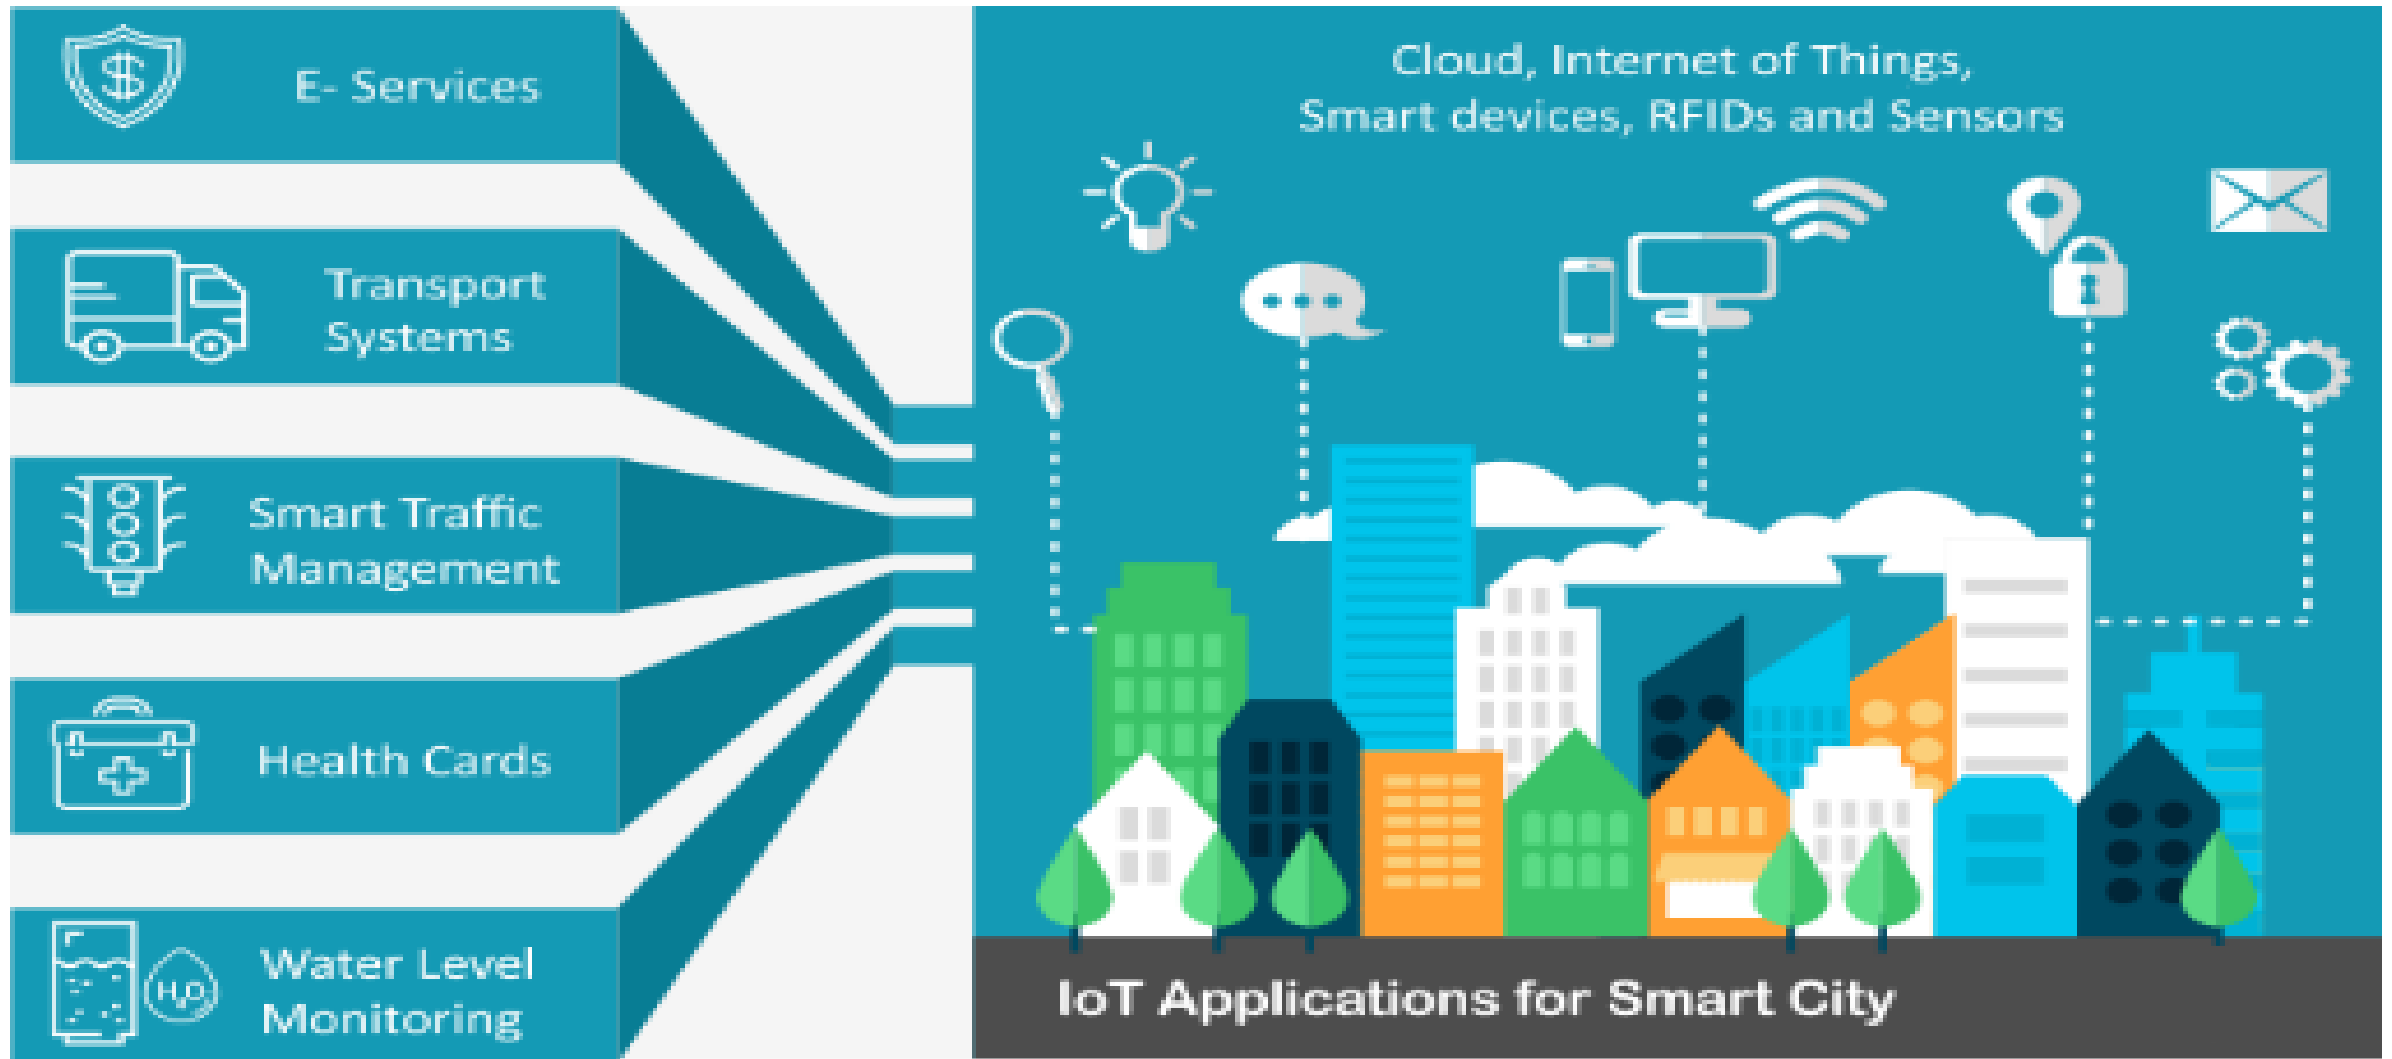 E- Services
Transport
Systems
Smart Traffic
Management
Health Cards
Water Level
Monitoring
H₂O
Cloud, Internet of Things,
Smart devices, RFIDs and Sensors
IoT Applications for Smart City